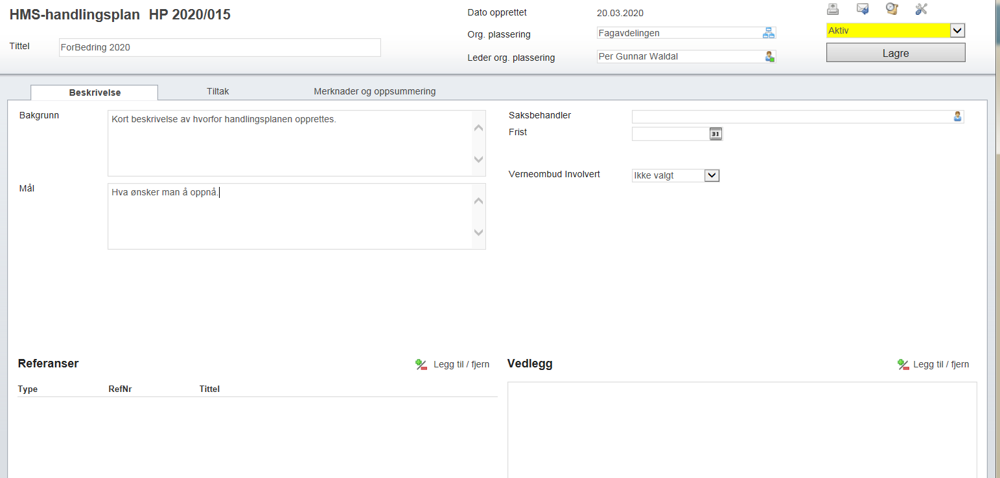 HMS-handlingsplan HP 2020/015
Tittel ForBedring 2020
Dato opprettet 20.03.2020
Org. plassering Fagavdelingen
Leder org. plassering Per Gunnar Waldal
Aktiv
Lagre
Beskrivelse Tiltak Merknader og oppsummering
Bakgrunn Kort beskrivelse av hvorfor handlingsplanen opprettes.
Mål Hva ønsker man å oppnå.
Saksbehandler
Frist 31
Verneombud Involvert Ikke valgt
Referanser Legg til / fjern
Type RefNr Tittel
Vedlegg Legg til / fjern